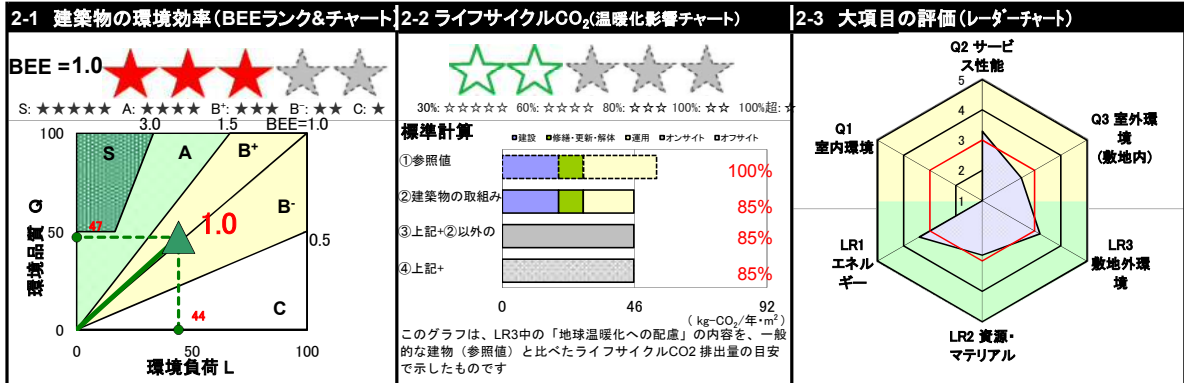 2-1 建築物の環境効率(BEEランク&チャート)
BEE =1.0
S: ★★★★★ A: ★★★★ B⁺: ★★★ B⁻: ★★ C: ★
3.0 1.5 BEE=1.0
100
S
A
B⁺
B⁻
C
1.0
47
50
0.5
44
0
0 50 100
環境品質 Q
環境負荷 L
2-2 ライフサイクルCO₂(温暖化影響チャート)
30%: ☆☆☆☆☆ 60%: ☆☆☆☆ 80%: ☆☆☆ 100%: ☆☆ 100%超: ☆
標準計算
建設 修繕・更新・解体 運用 オンサイト オフサイト
①参照値 100%
②建築物の取組み 85%
③上記+②以外の 85%
④上記+ 85%
0 46 92
( kg-CO₂/年・m² )
このグラフは、LR3中の「地球温暖化への配慮」の内容を、一般
的な建物(参照値)と比べたライフサイクルCO2 排出量の目安
で示したものです
2-3 大項目の評価(レーダーチャート)
Q2 サービ
ス性能
5
4
3
2
1
Q1
室内環境
Q3 室外環
境
(敷地内)
LR1
エネル
ギー
LR3
敷地外環
境
LR2 資源・
マテリアル